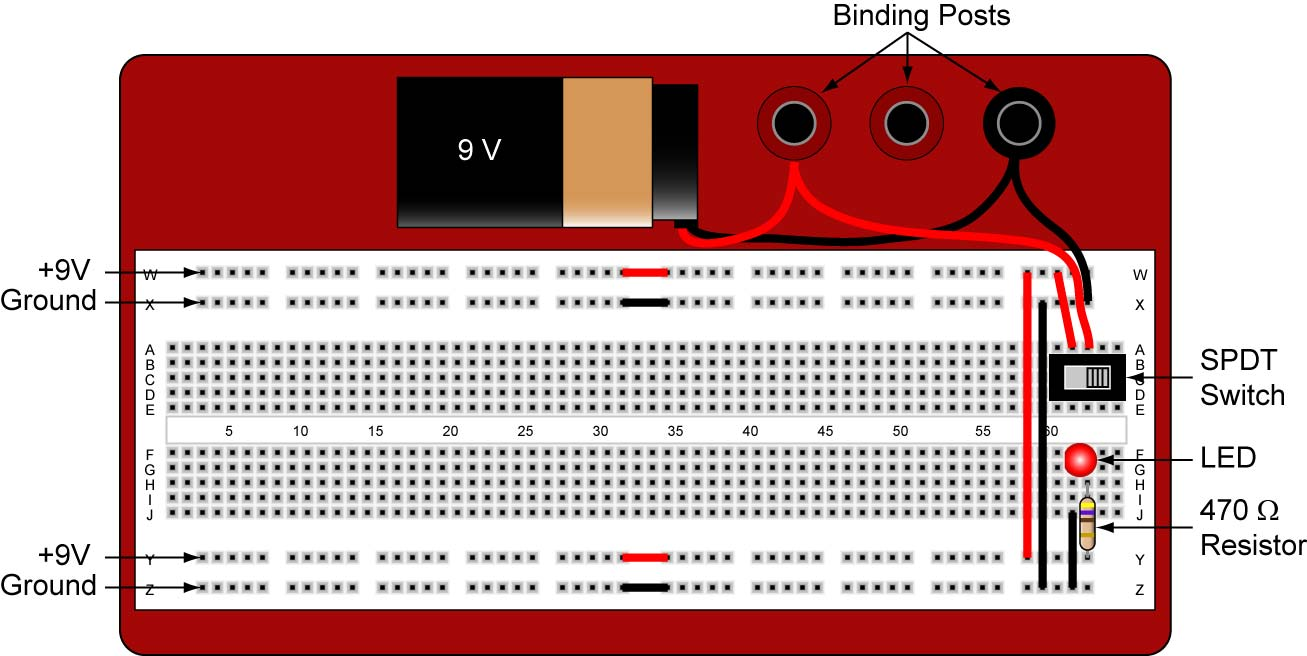 Binding Posts
9 V
+9V
Ground
W W
X X
A A
B B
C C
D D
E E
5 10 15 20 25 30 35 40 45 50 55 60
F F
G G
H H
I I
J J
+9V
Ground
Y Y
Z Z
SPDT
Switch
LED
470 Ω
Resistor